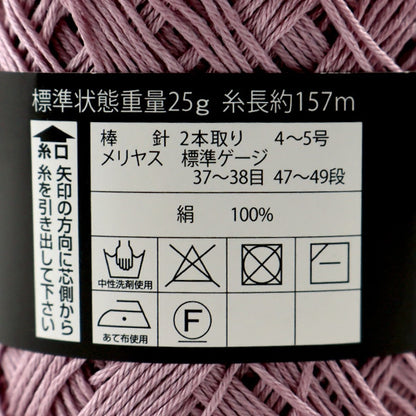 標準状態重量25g 糸長約157m
糸口
矢印の方向に芯側から
糸を引き出して下さい
棒 針 2本取り 4～5号
メリヤス 標準ゲージ
37～38目 47～49段
絹 100%
中性洗剤使用
あて布使用
F